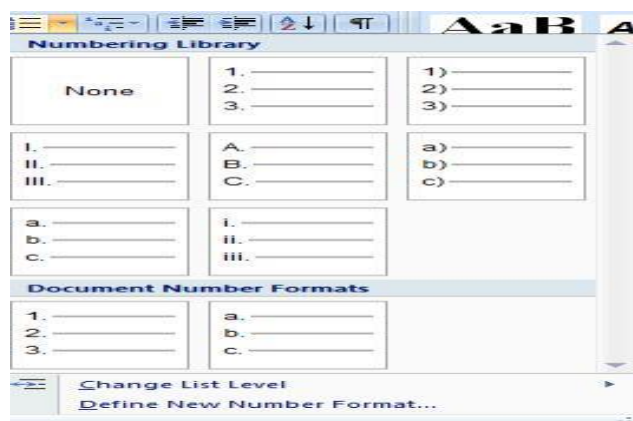 AaB A
Numbering Library
None
1.
2.
3.
1)
2)
3)
I.
II.
III.
A.
B.
C.
a)
b)
c)
a.
b.
c.
i.
ii.
iii.
Document Number Formats
1.
2.
3.
a.
b.
c.
Change List Level
Define New Number Format...